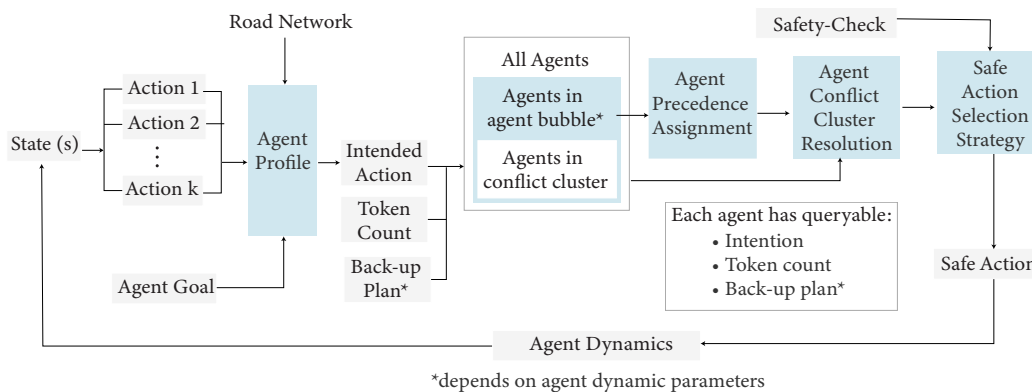 Road Network
Safety-Check
State (s)
Action 1
Action 2
⋮
Action k
Agent
Profile
Agent Goal
Intended
Action
Token
Count
Back-up
Plan*
All Agents
Agents in
agent bubble*
Agents in
conflict cluster
Agent
Precedence
Assignment
Agent
Conflict
Cluster
Resolution
Safe
Action
Selection
Strategy
Each agent has queryable:
• Intention
• Token count
• Back-up plan*
Safe Action
Agent Dynamics
*depends on agent dynamic parameters